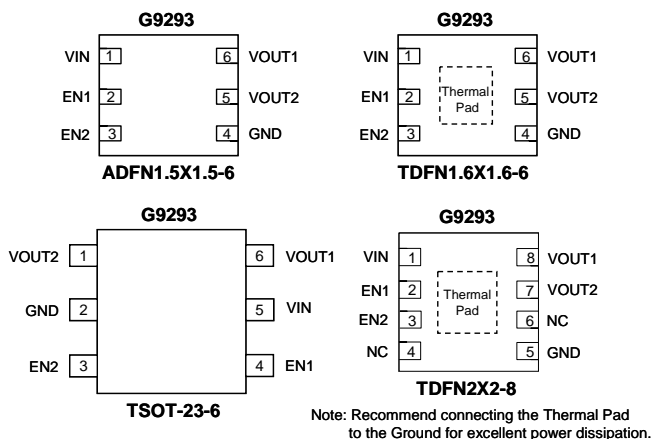 G9293
VIN 1 6 VOUT1
EN1 2 5 VOUT2
EN2 3 4 GND
ADFN1.5X1.5-6
G9293
VIN 1 6 VOUT1
Thermal
EN1 2 5 VOUT2
Pad
EN2 3 4 GND
TDFN1.6X1.6-6
G9293
VOUT2 1 6 VOUT1
GND 2 5 VIN
EN2 3 4 EN1
TSOT-23-6
G9293
VIN 1 8 VOUT1
EN1 2 Thermal 7 VOUT2
Pad
EN2 3 6 NC
NC 4 5 GND
TDFN2X2-8
Note: Recommend connecting the Thermal Pad
to the Ground for excellent power dissipation.